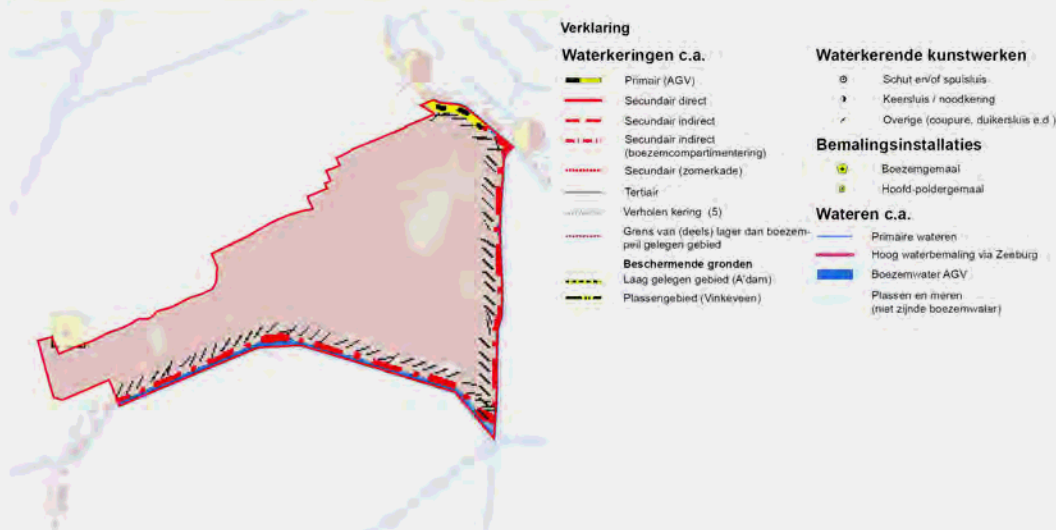 Verklaring
Waterkeringen c.a.
Primair (AGV)
Secundair direct
Secundair indirect
Secundair indirect
(boezemcompartimentering)
Secundair (zomerkade)
Tertiair
Verholen kering (5)
Grens van (deels) lager dan boezem-
peil gelegen gebied
Beschermende gronden
Laag gelegen gebied (A'dam)
Plassengebied (Vinkeveen)
Waterkerende kunstwerken
Schut en/of spuisluis
Keersluis / noodkering
Overige (coupure, duikersluis e.d.)
Bemalingsinstallaties
Boezemgemaal
Hoofd-poldergemaal
Wateren c.a.
Primaire wateren
Hoog waterbemaling via Zeeburg
Boezemwater AGV
Plassen en meren
(niet zijnde boezemwater)